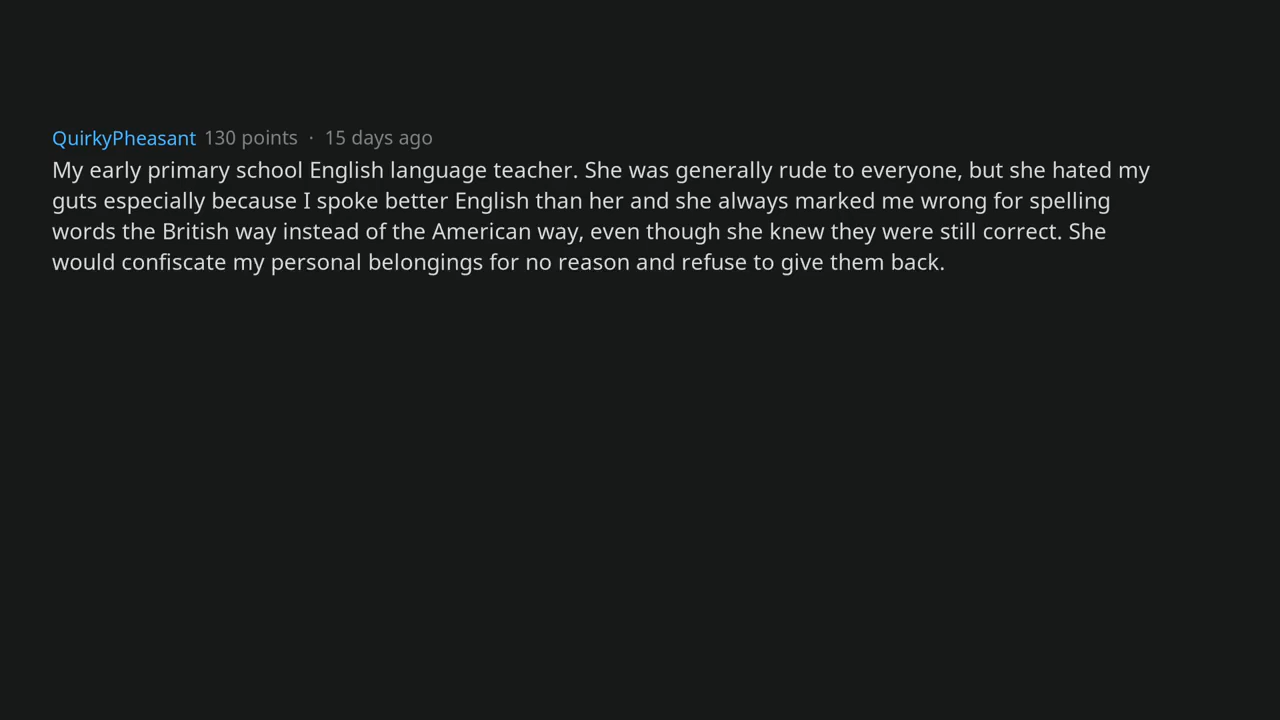 QuirkyPheasant 130 points · 15 days ago
My early primary school English language teacher. She was generally rude to everyone, but she hated my
guts especially because I spoke better English than her and she always marked me wrong for spelling
words the British way instead of the American way, even though she knew they were still correct. She
would confiscate my personal belongings for no reason and refuse to give them back.